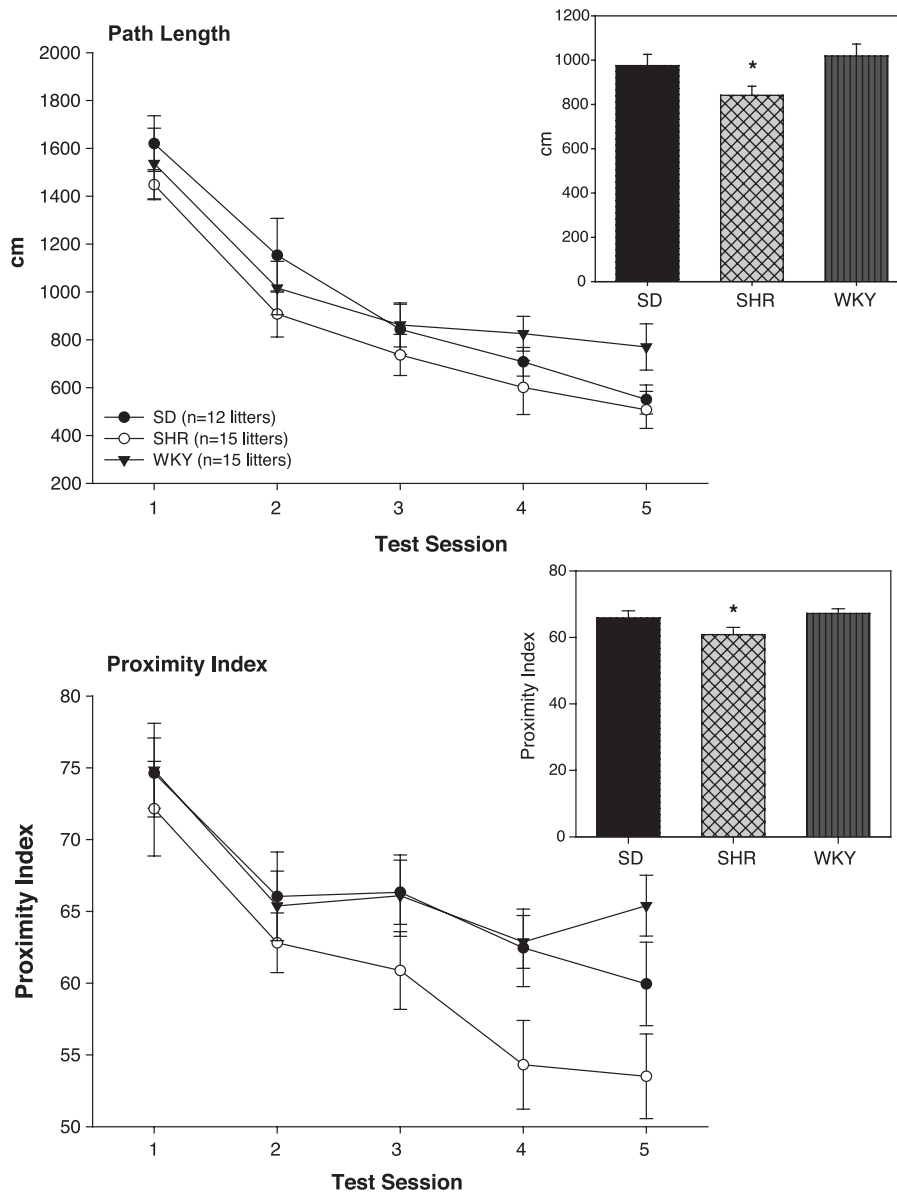 Path Length
2000
1800
1600
1400
1200
1000
800
600
400
200
cm
SD (n=12 litters)
SHR (n=15 litters)
WKY (n=15 litters)
1 2 3 4 5
Test Session
1200
1000
800
600
400
200
0
cm
*
SD SHR WKY
Proximity Index
80
75
70
65
60
55
50
Proximity Index
1 2 3 4 5
Test Session
80
60
40
20
0
Proximity Index
*
SD SHR WKY